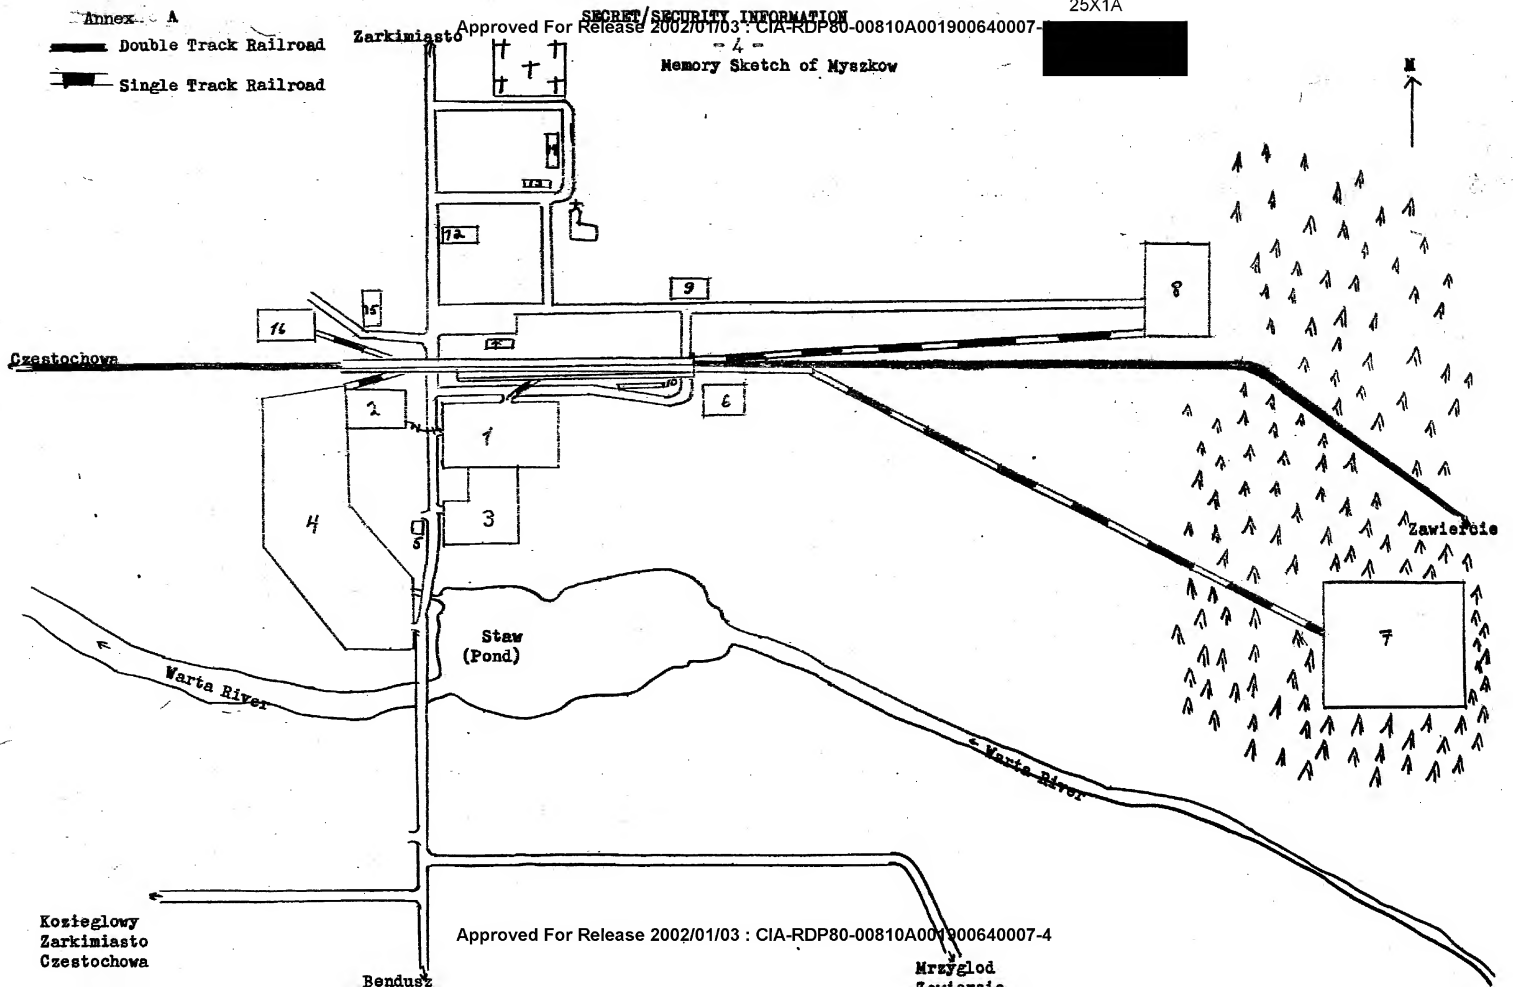 25X1A
Annex A
SECRET/SECURITY INFORMATION
Approved For Release 2002/01/03 : CIA-RDP80-00810A001900640007-
- 4 -
Memory Sketch of Myszkow
Double Track Railroad
Single Track Railroad
Zarkimiasto
N
12
9
8
15
16
Czestochowa
2
6
1
4
3
5
Zawiercie
7
Staw
(Pond)
Warta River
Warta River
Kozieglowy
Zarkimiasto
Czestochowa
Approved For Release 2002/01/03 : CIA-RDP80-00810A001900640007-4
Bendusz
Mrzyglod
Zawiercie